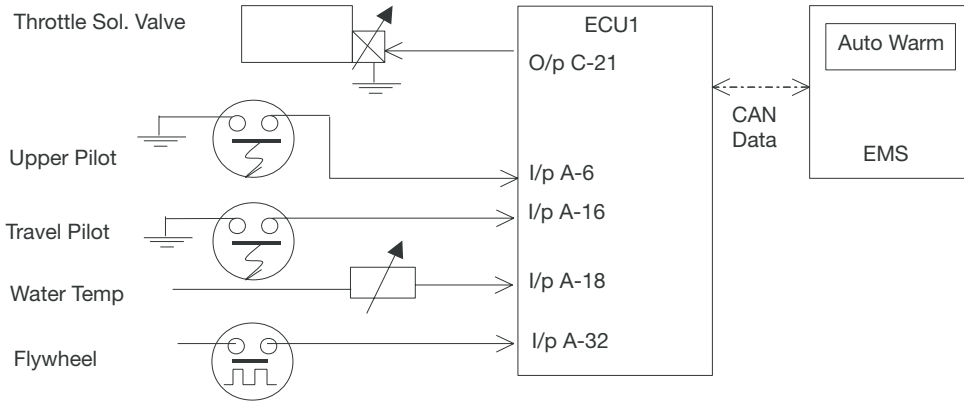 Throttle Sol. Valve
ECU1
O/p C-21
Auto Warm
CAN
Data
EMS
Upper Pilot
I/p A-6
Travel Pilot
I/p A-16
Water Temp
I/p A-18
Flywheel
I/p A-32